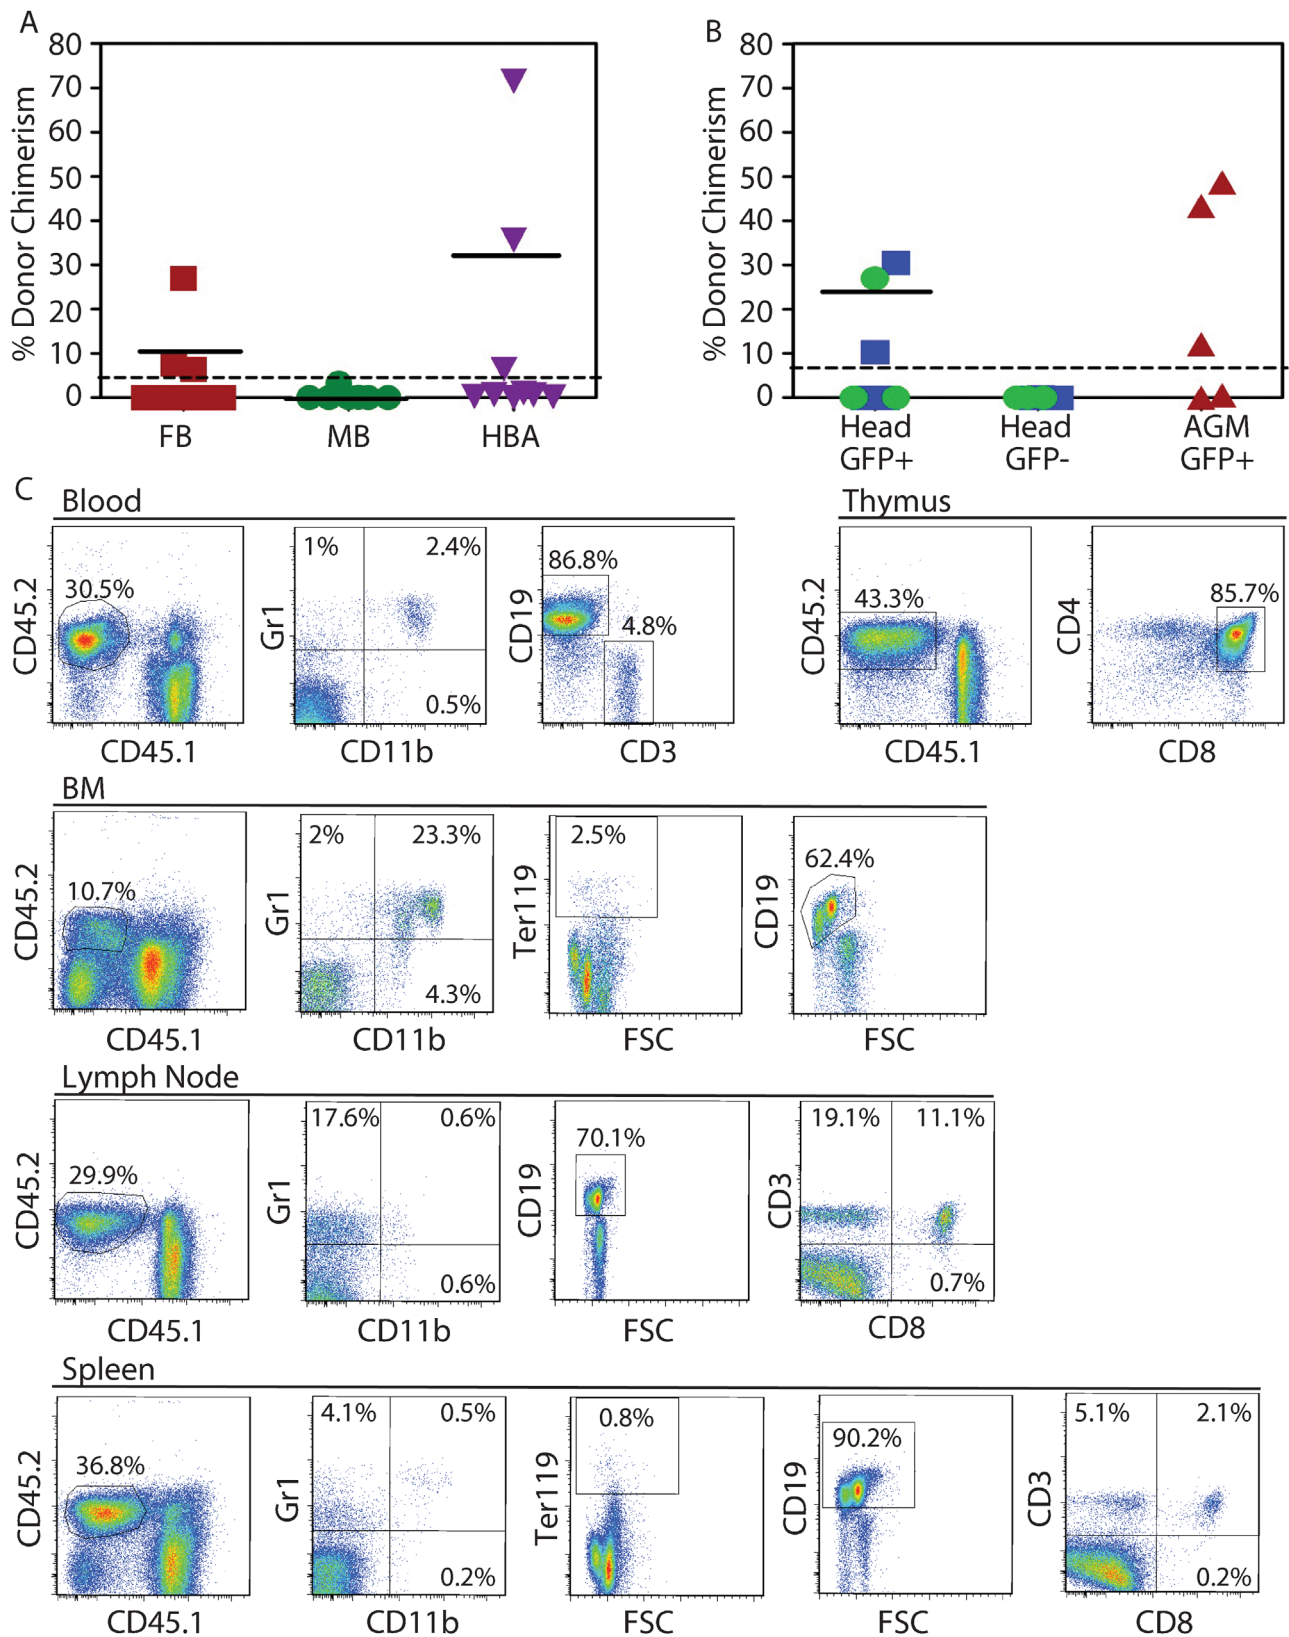 A
% Donor Chimerism
80
70
60
50
40
30
20
10
0
FB MB HBA
B
% Donor Chimerism
80
70
60
50
40
30
20
10
0
Head GFP+
Head GFP-
AGM GFP+
C
Blood
CD45.2
30.5%
CD45.1
Gr1
1% 2.4%
0.5%
CD11b
CD19
86.8%
4.8%
CD3
Thymus
CD45.2
43.3%
CD45.1
CD4
85.7%
CD8
BM
CD45.2
10.7%
CD45.1
Gr1
2% 23.3%
4.3%
CD11b
Ter119
2.5%
FSC
CD19
62.4%
FSC
Lymph Node
CD45.2
29.9%
CD45.1
Gr1
17.6% 0.6%
0.6%
CD11b
CD19
70.1%
FSC
CD3
19.1% 11.1%
0.7%
CD8
Spleen
CD45.2
36.8%
CD45.1
Gr1
4.1% 0.5%
0.2%
CD11b
Ter119
0.8%
FSC
CD19
90.2%
FSC
CD3
5.1% 2.1%
0.2%
CD8